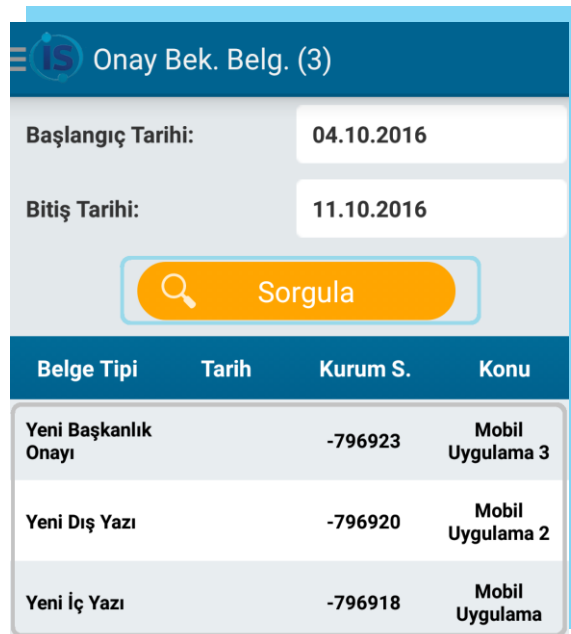 İS Onay Bek. Belg. (3)
Başlangıç Tarihi: 04.10.2016
Bitiş Tarihi: 11.10.2016
Sorgula
Belge Tipi Tarih Kurum S. Konu
Yeni Başkanlık
Onayı
-796923
Mobil
Uygulama 3
Yeni Dış Yazı
-796920
Mobil
Uygulama 2
Yeni İç Yazı
-796918
Mobil
Uygulama